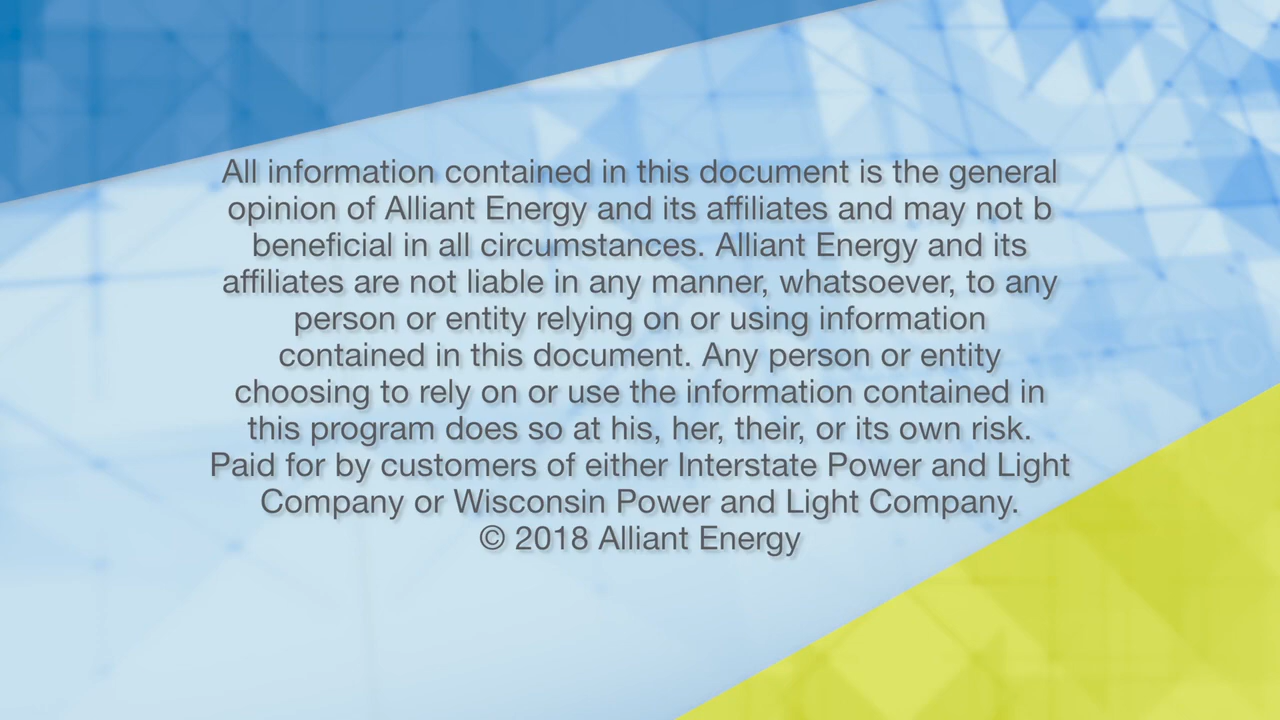 All information contained in this document is the general
opinion of Alliant Energy and its affiliates and may not b
beneficial in all circumstances. Alliant Energy and its
affiliates are not liable in any manner, whatsoever, to any
person or entity relying on or using information
contained in this document. Any person or entity
choosing to rely on or use the information contained in
this program does so at his, her, their, or its own risk.
Paid for by customers of either Interstate Power and Light
Company or Wisconsin Power and Light Company.
© 2018 Alliant Energy